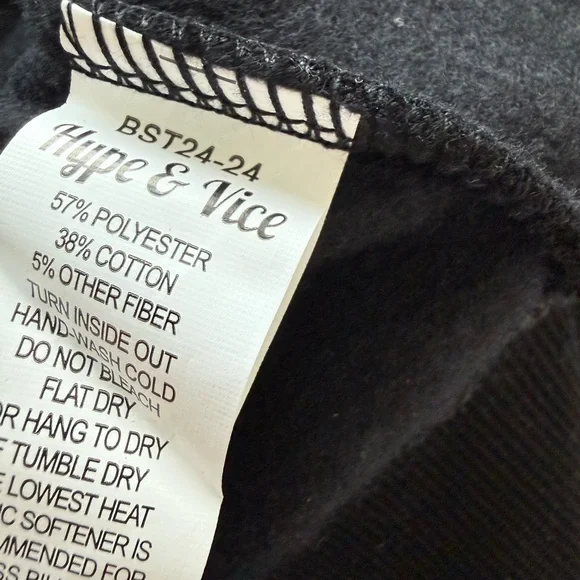 BST24-24
Hype & Vice
57% POLYESTER
38% COTTON
5% OTHER FIBER
TURN INSIDE OUT
HAND-WASH COLD
DO NOT BLEACH
FLAT DRY
OR HANG TO DRY
TUMBLE DRY
LOWEST HEAT
SOFTENER IS
FOR